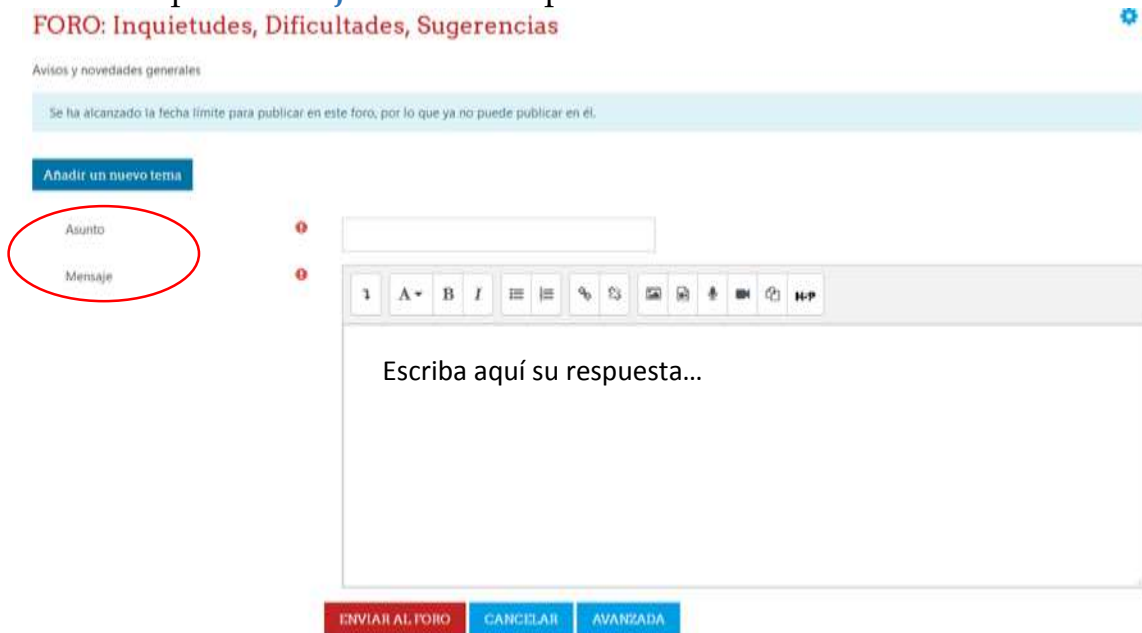 FORO: Inquietudes, Dificultades, Sugerencias
Avisos y novedades generales
Se ha alcanzado la fecha límite para publicar en este foro, por lo que ya no puede publicar en él.
Añadir un nuevo tema
Asunto
Mensaje
A B I H-P
Escriba aquí su respuesta...
ENVIAR AL FORO CANCELAR AVANZADA